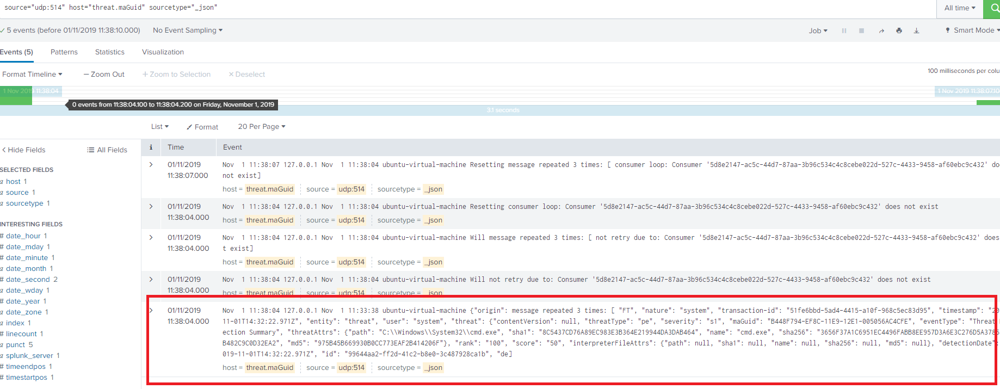 source="udp:514" host="threat.maGuid" sourcetype="_json"
All time
5 events (before 01/11/2019 11:38:10.000)
No Event Sampling
Job
Smart Mode
Events (5)
Patterns
Statistics
Visualization
Format Timeline
— Zoom Out
+ Zoom to Selection
× Deselect
100 milliseconds per colu
1 Nov 2019 11:38:04
1 Nov 2019 11:38:07.10
0 events from 11:38:04.100 to 11:38:04.200 on Friday, November 1, 2019
3.1 seconds
List
Format
20 Per Page
< Hide Fields
All Fields
i
Time
Event
SELECTED FIELDS
a host 1
a source 1
a sourcetype 1
INTERESTING FIELDS
# date_hour 1
# date_mday 1
# date_minute 1
a date_month 1
# date_second 2
a date_wday 1
# date_year 1
a date_zone 1
a index 1
# linecount 1
a punct 5
a splunk_server 1
# timeendpos 1
# timestartpos 1
01/11/2019
11:38:07.000
Nov  1 11:38:07 127.0.0.1 Nov  1 11:38:04 ubuntu-virtual-machine Resetting message repeated 3 times: [ consumer loop: Consumer '5d8e2147-ac5c-44d7-87aa-3b96c534c4c8cebe022d-527c-4433-9458-af60ebc9c432' do
not exist]
host = threat.maGuid source = udp:514 sourcetype = _json
01/11/2019
11:38:04.000
Nov  1 11:38:04 127.0.0.1 Nov  1 11:38:04 ubuntu-virtual-machine Resetting consumer loop: Consumer '5d8e2147-ac5c-44d7-87aa-3b96c534c4c8cebe022d-527c-4433-9458-af60ebc9c432' does not exist
host = threat.maGuid source = udp:514 sourcetype = _json
01/11/2019
11:38:04.000
Nov  1 11:38:04 127.0.0.1 Nov  1 11:38:04 ubuntu-virtual-machine Will message repeated 3 times: [ not retry due to: Consumer '5d8e2147-ac5c-44d7-87aa-3b96c534c4c8cebe022d-527c-4433-9458-af60ebc9c432' does
t exist]
host = threat.maGuid source = udp:514 sourcetype = _json
01/11/2019
11:38:04.000
Nov  1 11:38:04 127.0.0.1 Nov  1 11:38:04 ubuntu-virtual-machine Will not retry due to: Consumer '5d8e2147-ac5c-44d7-87aa-3b96c534c4c8cebe022d-527c-4433-9458-af60ebc9c432' does not exist
host = threat.maGuid source = udp:514 sourcetype = _json
01/11/2019
11:38:04.000
Nov  1 11:38:04 127.0.0.1 Nov  1 11:33:38 ubuntu-virtual-machine {"origin": message repeated 3 times: [ "FT", "nature": "system", "transaction-id": "51fe6bbd-5ad4-4415-a10f-968c5ec83d95", "timestamp": "20
11-01T14:32:22.971Z", "entity": "threat", "user": "system", "threat": {"contentVersion": null, "threatType": "pe", "severity": "s1", "maGuid": "B448F794-EF8C-11E9-12E1-005056AC4CFE", "eventType": "Threat
ection Summary", "threatAttrs": {"path": "C:\\Windows\\System32\\cmd.exe", "sha1": "8C5437CD76A89EC983E3B364E219944DA3DAB464", "name": "cmd.exe", "sha256": "3656F37A1C6951EC4496FABB8EE957D3A6E3C276D5A3785
B482C9C0D32EA2", "md5": "975B45B669930B0CC773EAF2B414206F"}, "rank": "100", "score": "50", "interpreterFileAttrs": {"path": null, "sha1": null, "name": null, "sha256": null, "md5": null}, "detectionDate":
019-11-01T14:32:22.971Z", "id": "99644aa2-ff2d-41c2-b8e0-3c487928ca1b", "de]
host = threat.maGuid source = udp:514 sourcetype = _json